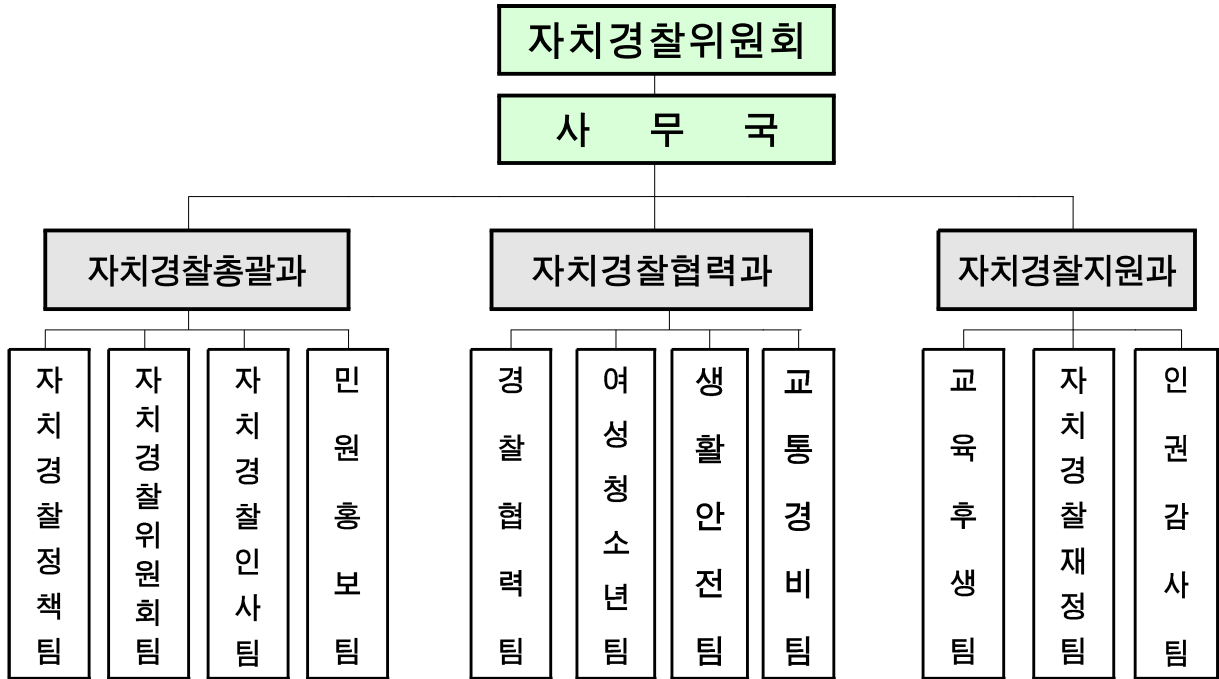 자치경찰위원회
사 무 국
자치경찰총괄과
자치경찰협력과
자치경찰지원과
자치경찰정책팀
자치경찰위원회팀
자치경찰인사팀
민원홍보팀
경찰협력팀
여성청소년팀
생활안전팀
교통경비팀
교육후생팀
자치경찰재정팀
인권감사팀